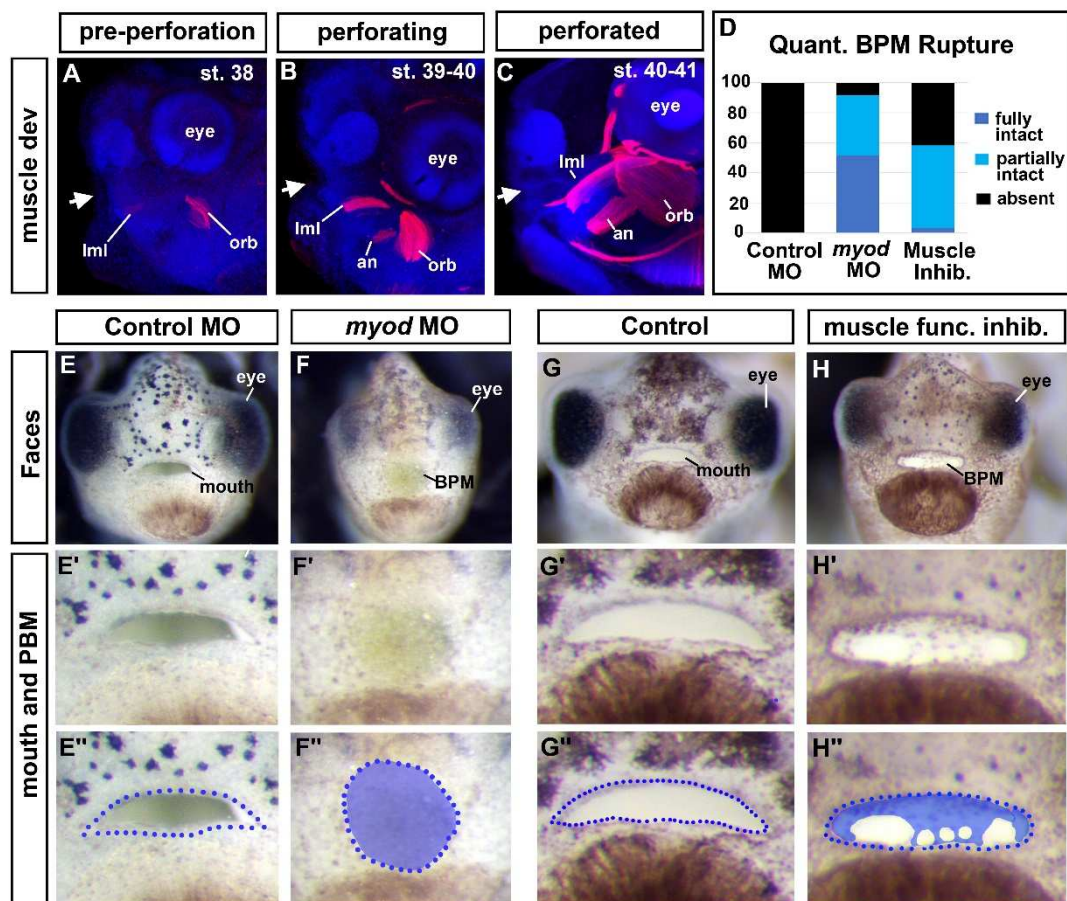 pre-perforation
perforating
perforated
muscle dev
A
st. 38
eye
lml
orb
B
st. 39-40
eye
lml
an
orb
C
st. 40-41
eye
lml
an
orb
D
Quant. BPM Rupture
100
80
60
40
20
0
Control
MO
myod
MO
Muscle
Inhib.
fully
intact
partially
intact
absent
Control MO
myod MO
Control
muscle func. inhib.
Faces
E
eye
mouth
F
eye
BPM
G
eye
mouth
H
eye
BPM
mouth and PBM
E'
F'
G'
H'
E"
F"
G"
H"